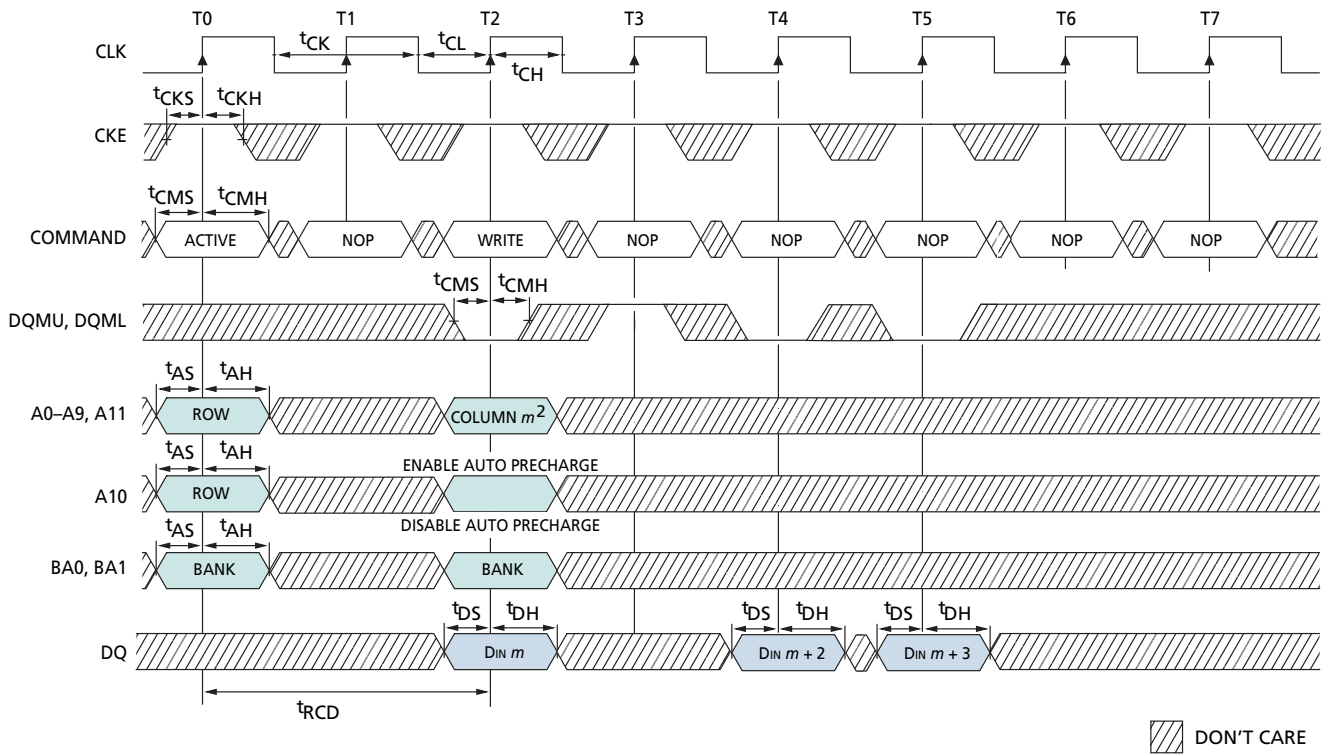 T0 T1 T2 T3 T4 T5 T6 T7
CLK tCK tCL
tCH
tCKS tCKH
CKE
tCMS tCMH
COMMAND ACTIVE NOP WRITE NOP NOP NOP NOP NOP
tCMS tCMH
DQMU, DQML
tAS tAH
A0–A9, A11 ROW COLUMN m2
tAS tAH ENABLE AUTO PRECHARGE
A10 ROW
tAS tAH DISABLE AUTO PRECHARGE
BA0, BA1 BANK BANK
tDS tDH tDS tDH tDS tDH
DQ DIN m DIN m + 2 DIN m + 3
tRCD
DON'T CARE